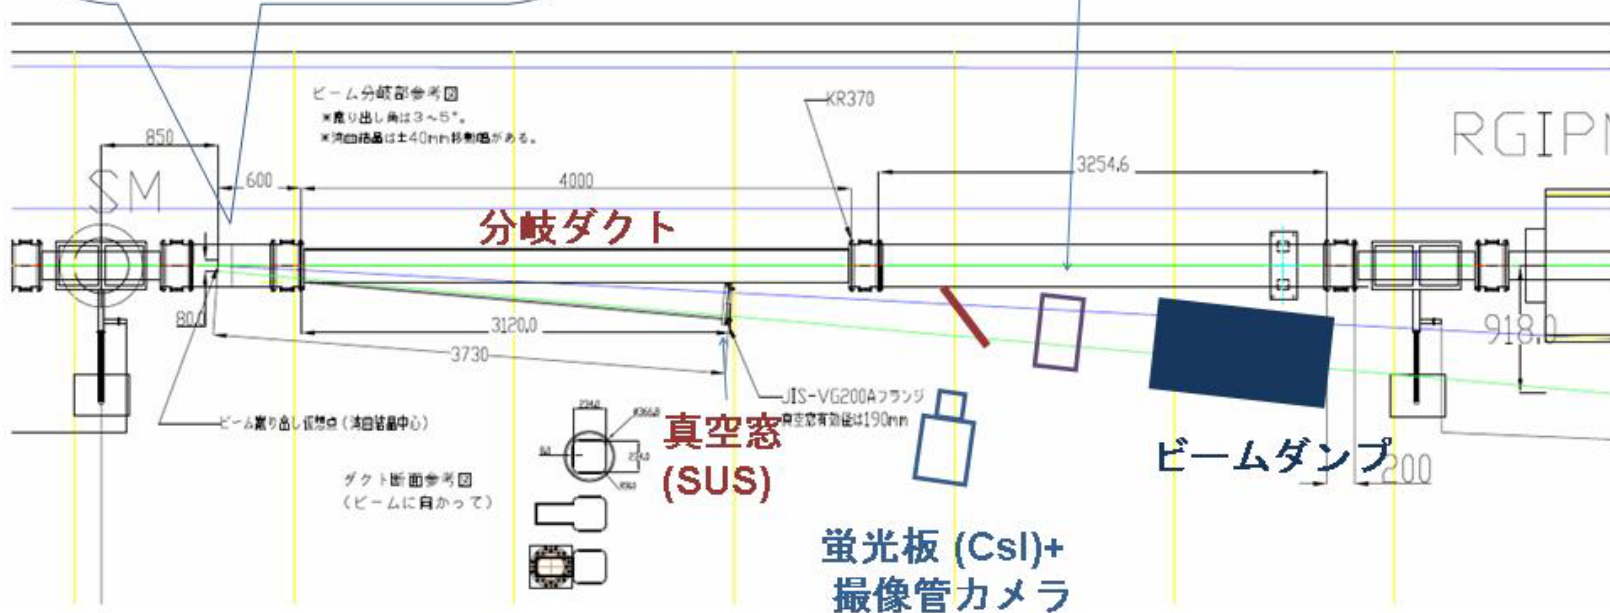 ビーム分岐部参考図
※蹴り出し角は3~5°。
※湾曲結晶は±40mm移動幅がある。
KR370
RGIPM
850
SM
600
4000
3254.6
分岐ダクト
80.0
3120.0
3730
918.0
JIS-VG200Aフランジ
真空窓有効径は190mm
ビーム蹴り出し仮想点(湾曲結晶中心)
真空窓
(SUS)
ダクト断面参考図
(ビームに向かって)
ビームダンプ
200
蛍光板 (CsI)+
撮像管カメラ